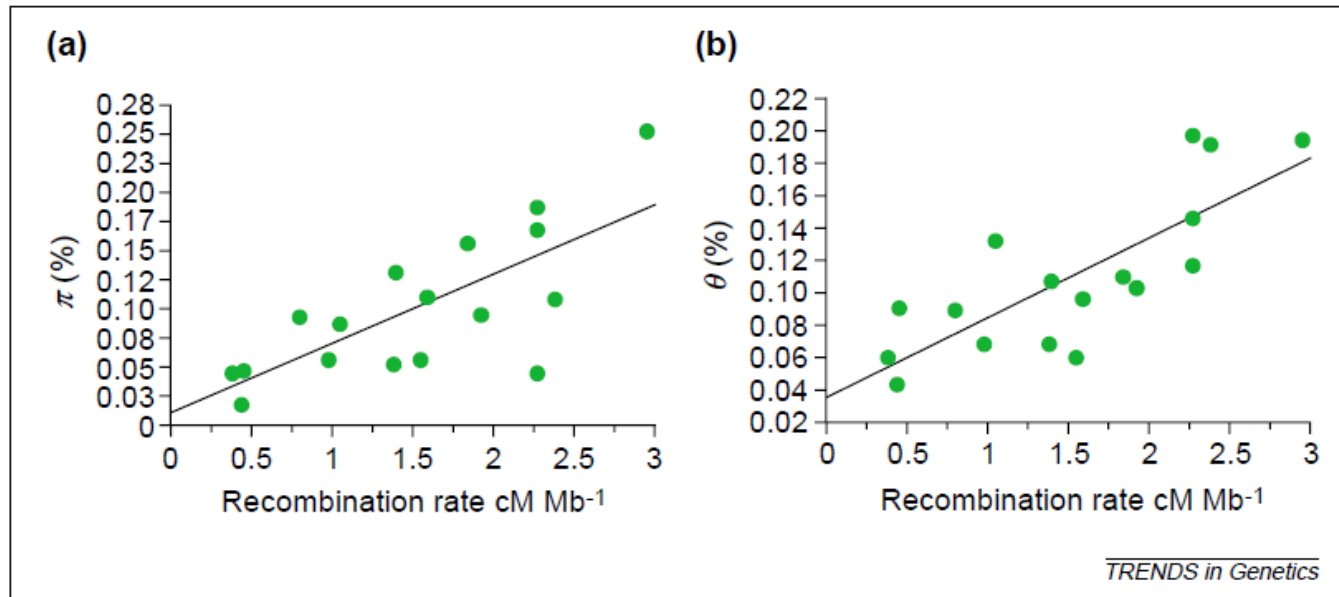 (a)
0.28
0.25
0.23
0.20
0.17
0.15
0.12
0.10
0.08
0.05
0.03
0
π (%)
0 0.5 1 1.5 2 2.5 3
Recombination rate cM Mb-1
(b)
0.22
0.20
0.18
0.16
0.14
0.12
0.10
0.08
0.06
0.04
0.02
θ (%)
0 0.5 1 1.5 2 2.5 3
Recombination rate cM Mb-1
TRENDS in Genetics